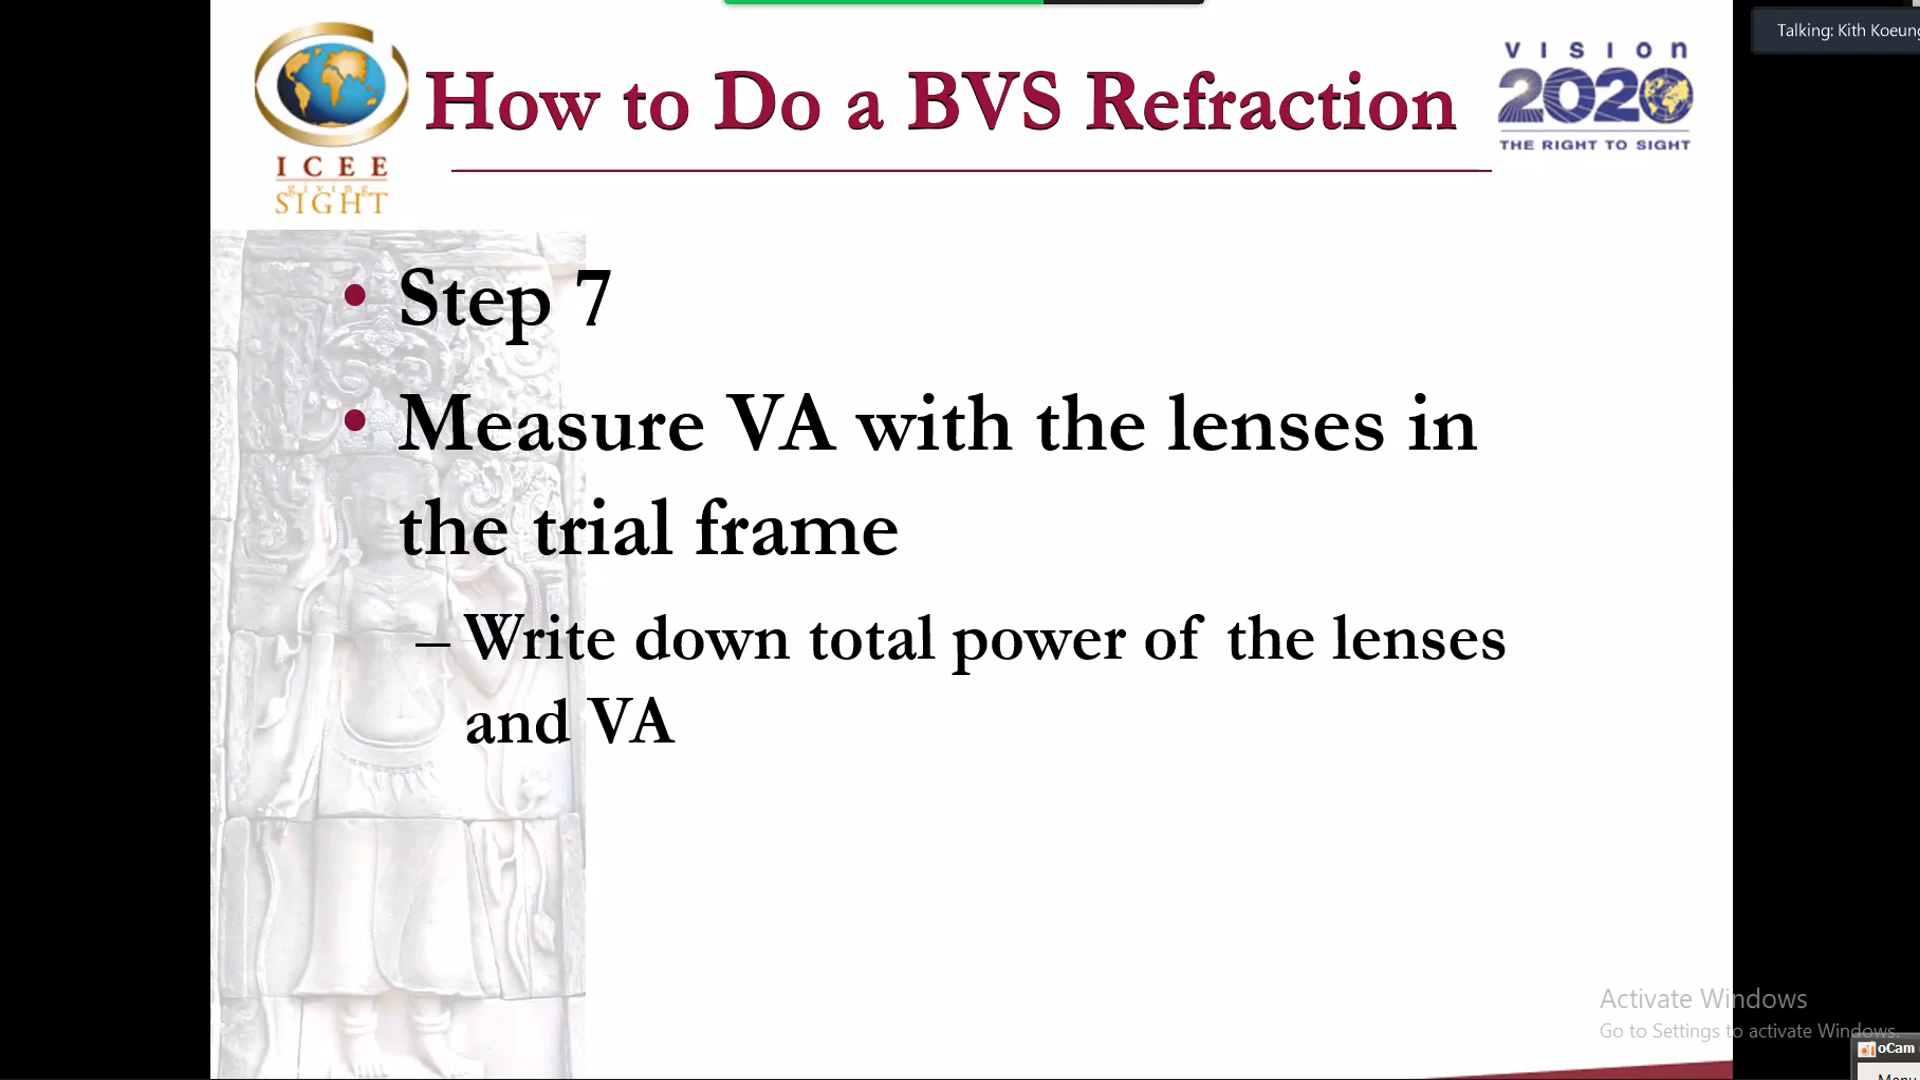 Talking: Kith Koeung
ICEE
giving
SIGHT
How to Do a BVS Refraction
VISION
2020
THE RIGHT TO SIGHT
• Step 7
• Measure VA with the lenses in
the trial frame
– Write down total power of the lenses
and VA
Activate Windows
Go to Settings to activate Windows.
oCam